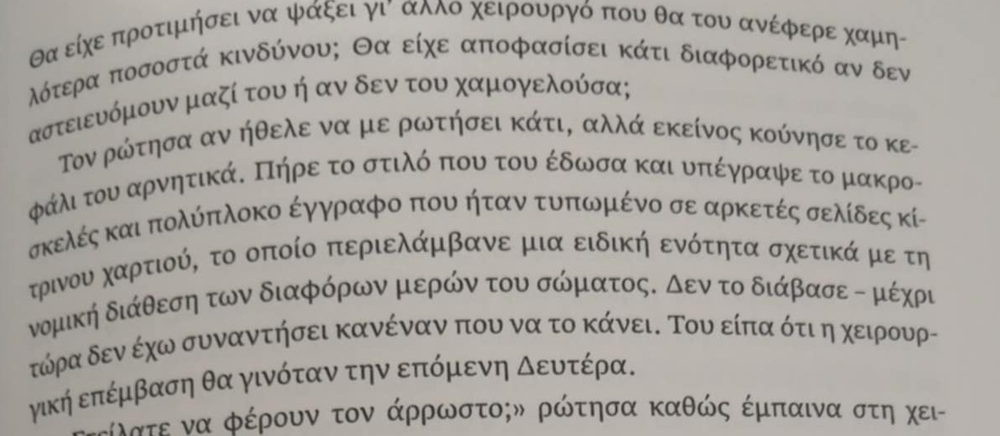 θα είχε προτιμήσει να ψάξει γι' άλλο χειρουργό που θα του ανέφερε χαμη-
λότερα ποσοστά κινδύνου; Θα είχε αποφασίσει κάτι διαφορετικό αν δεν
αστειευόμουν μαζί του ή αν δεν του χαμογελούσα;
Τον ρώτησα αν ήθελε να με ρωτήσει κάτι, αλλά εκείνος κούνησε το κε-
φάλι του αρνητικά. Πήρε το στιλό που του έδωσα και υπέγραψε το μακρο-
σκελές και πολύπλοκο έγγραφο που ήταν τυπωμένο σε αρκετές σελίδες κί-
τρινου χαρτιού, το οποίο περιελάμβανε μια ειδική ενότητα σχετικά με τη
νομική διάθεση των διαφόρων μερών του σώματος. Δεν το διάβασε – μέχρι
τώρα δεν έχω συναντήσει κανέναν που να το κάνει. Του είπα ότι η χειρουρ-
γική επέμβαση θα γινόταν την επόμενη Δευτέρα.
να φέρουν τον άρρωστο;» ρώτησα καθώς έμπαινα στη χει-